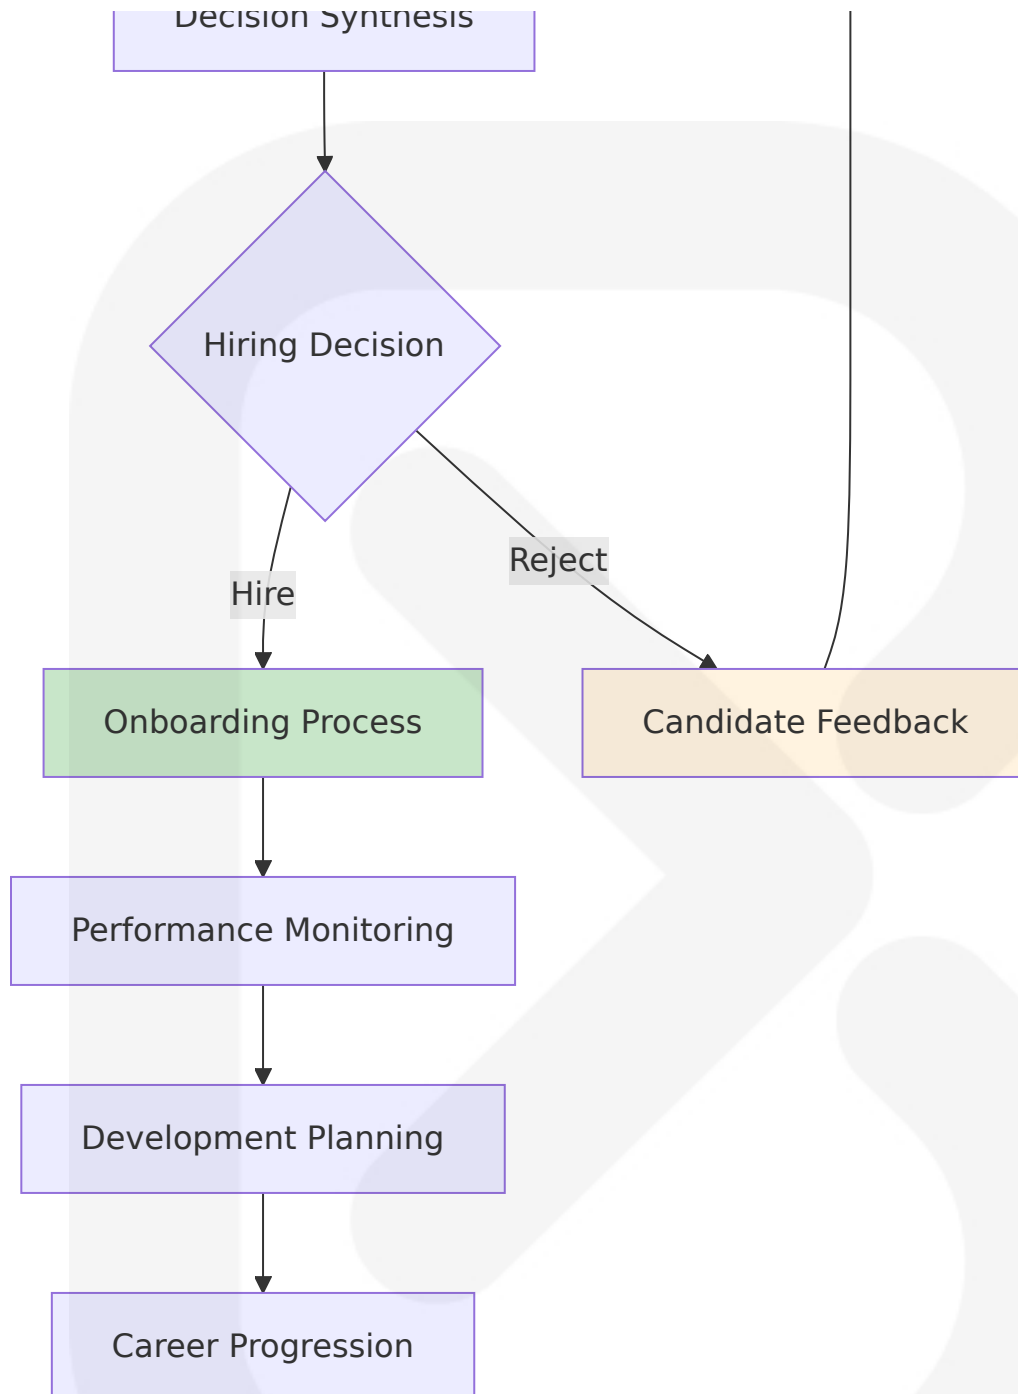 Decision Synthesis
Hiring Decision
Reject
Hire
Onboarding Process
Candidate Feedback
Performance Monitoring
Development Planning
Career Progression